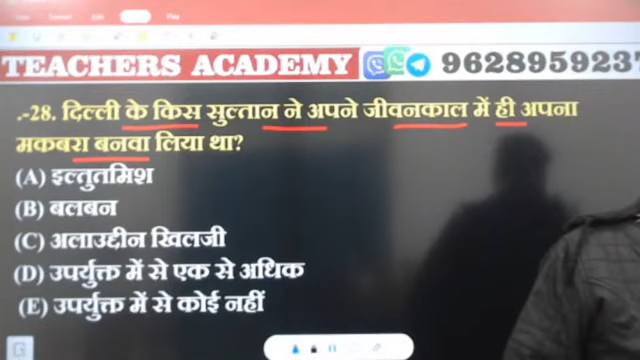 TEACHERS ACADEMY 9628959237
.-28. दिल्ली के किस सुल्तान ने अपने जीवनकाल में ही अपना
मकबरा बनवा लिया था?
(A) इल्तुतमिश
(B) बलबन
(C) अलाउद्दीन खिलजी
(D) उपर्युक्त में से एक से अधिक
(E) उपर्युक्त में से कोई नहीं